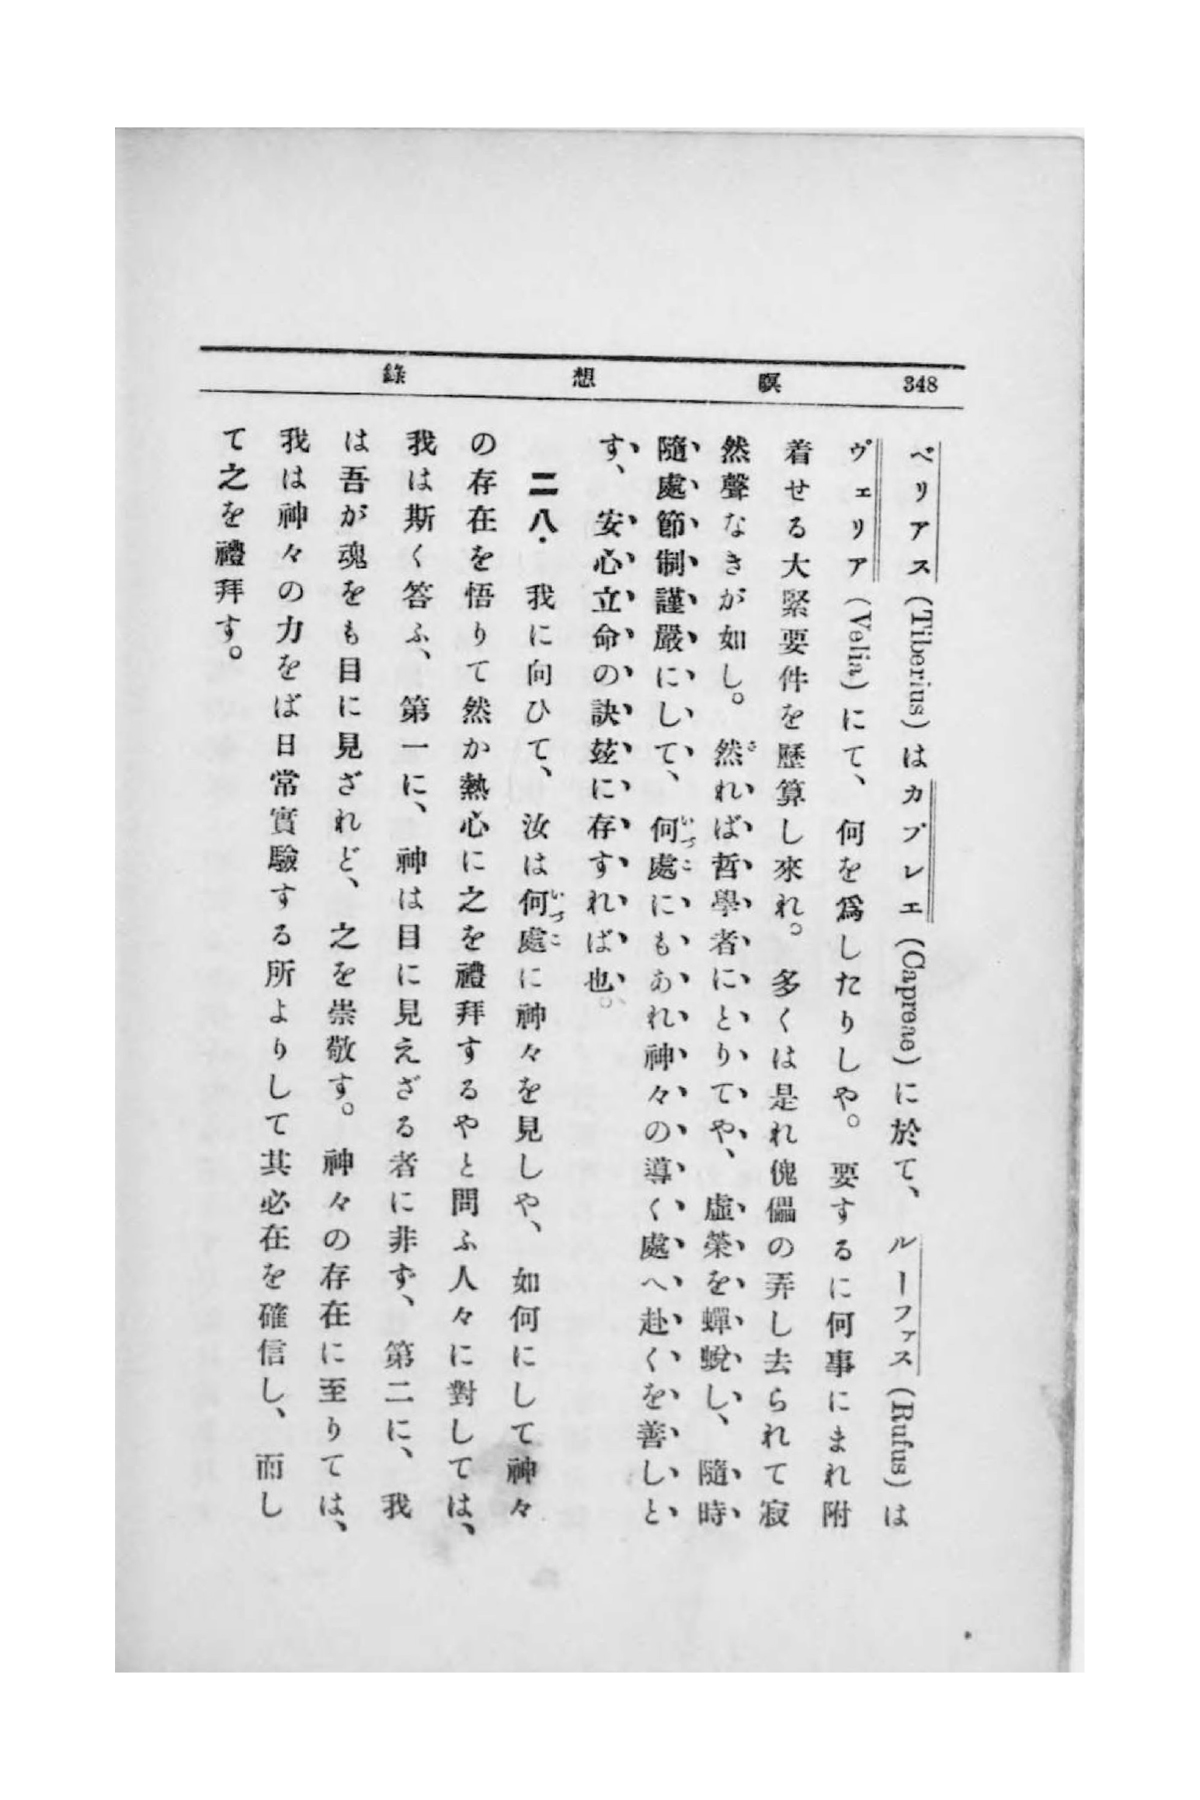 348 瞑想錄
ベリアス(Tiberius)はカプレエ(Capreae)に於て、ルーファス(Rufus)は
ヴェリア(Velia)にて、何を爲したりしや。要するに何事にまれ附
着せる大緊要件を歷算し來れ。多くは是れ傀儡の弄し去られて寂
然聲なきが如し。然れば哲學者にとりてや、虛榮を蟬蛻し、隨時
隨處節制謹嚴にして、何處にもあれ神々の導く處へ赴くを善しと
す、安心立命の訣玆に存すれば也。
二八・我に向ひて、汝は何處に神々を見しや、如何にして神々
の存在を悟りて然か熱心に之を禮拜するやと問ふ人々に對しては、
我は斯く答ふ、第一に、神は目に見えざる者に非ず、第二に、我
は吾が魂をも目に見ざれど、之を崇敬す。神々の存在に至りては、
我は神々の力をば日常實驗する所よりして其必在を確信し、而し
て之を禮拜す。